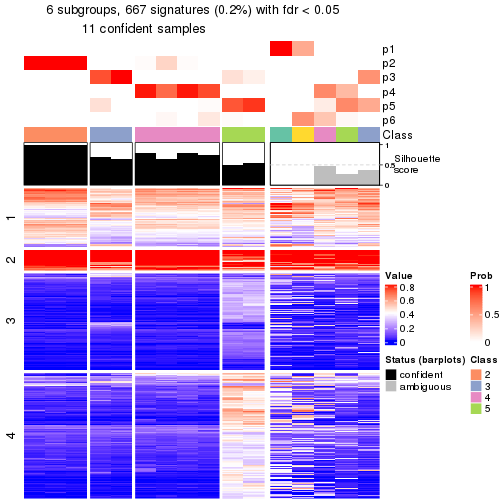 6 subgroups, 667 signatures (0.2%) with fdr < 0.05
11 confident samples
p1
p2
p3
p4
p5
p6
Class
1
0.5
0
Silhouette
score
1
2
3
4
Value
0.8
0.6
0.4
0.2
0
Prob
1
0.5
0
Status (barplots)
confident
ambiguous
Class
2
3
4
5